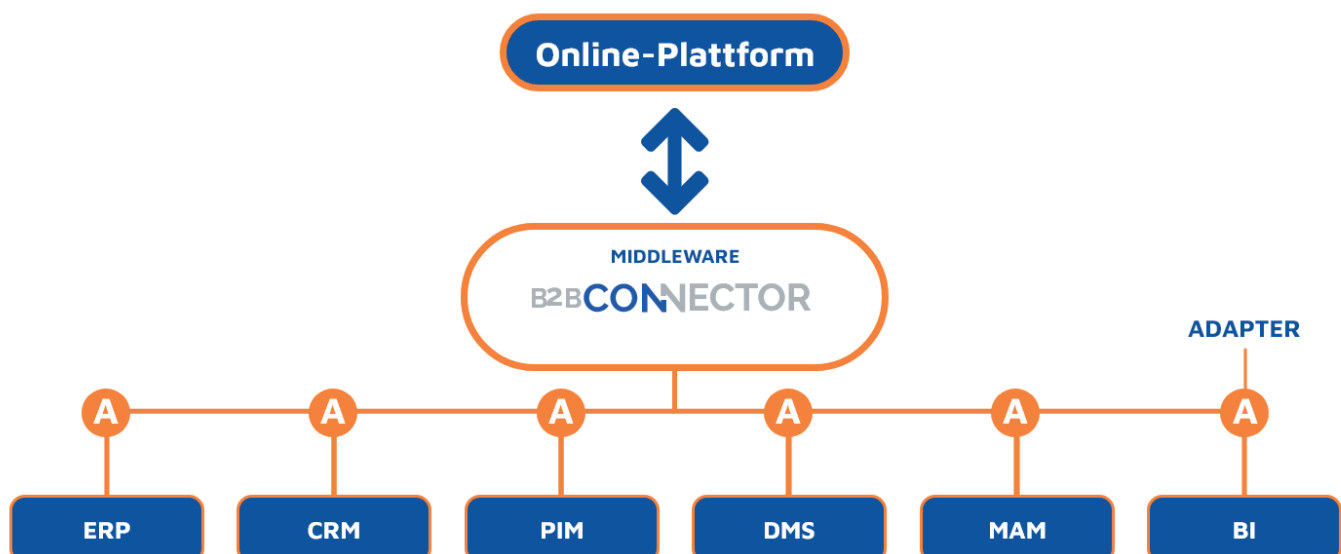 Online-Plattform
MIDDLEWARE
B2BCONNECTOR
ADAPTER
A A A A A A
ERP CRM PIM DMS MAM BI